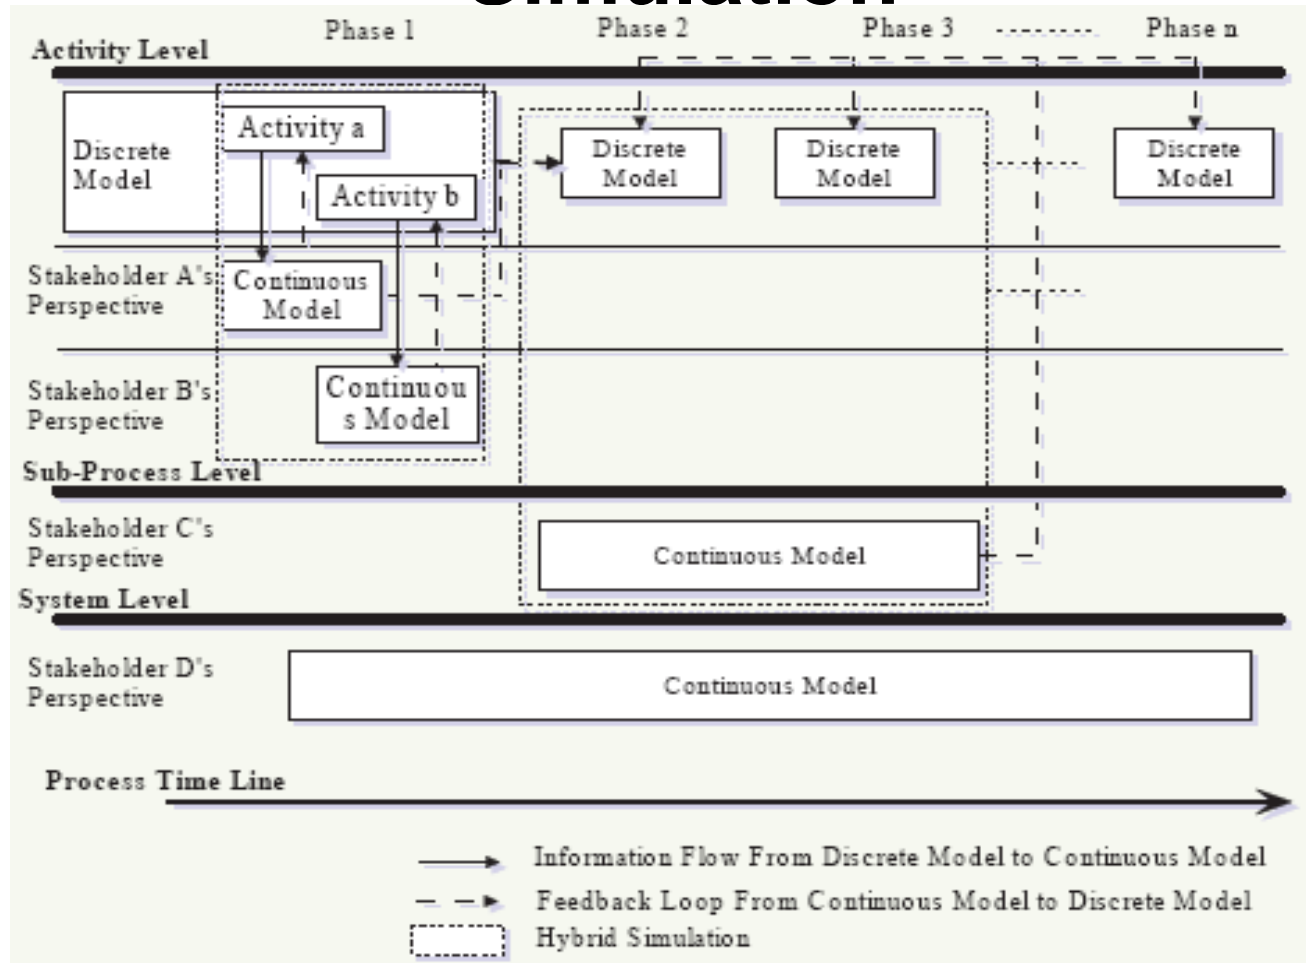 Simulation
Phase 1
Phase 2
Phase 3
Phase n
Activity Level
Discrete
Model
Activity a
Activity b
Discrete
Model
Discrete
Model
Discrete
Model
Stakeholder A's
Perspective
Continuous
Model
Stakeholder B's
Perspective
Continuou
s Model
Sub-Process Level
Stakeholder C's
Perspective
Continuous Model
System Level
Stakeholder D's
Perspective
Continuous Model
Process Time Line
Information Flow From Discrete Model to Continuous Model
Feedback Loop From Continuous Model to Discrete Model
Hybrid Simulation